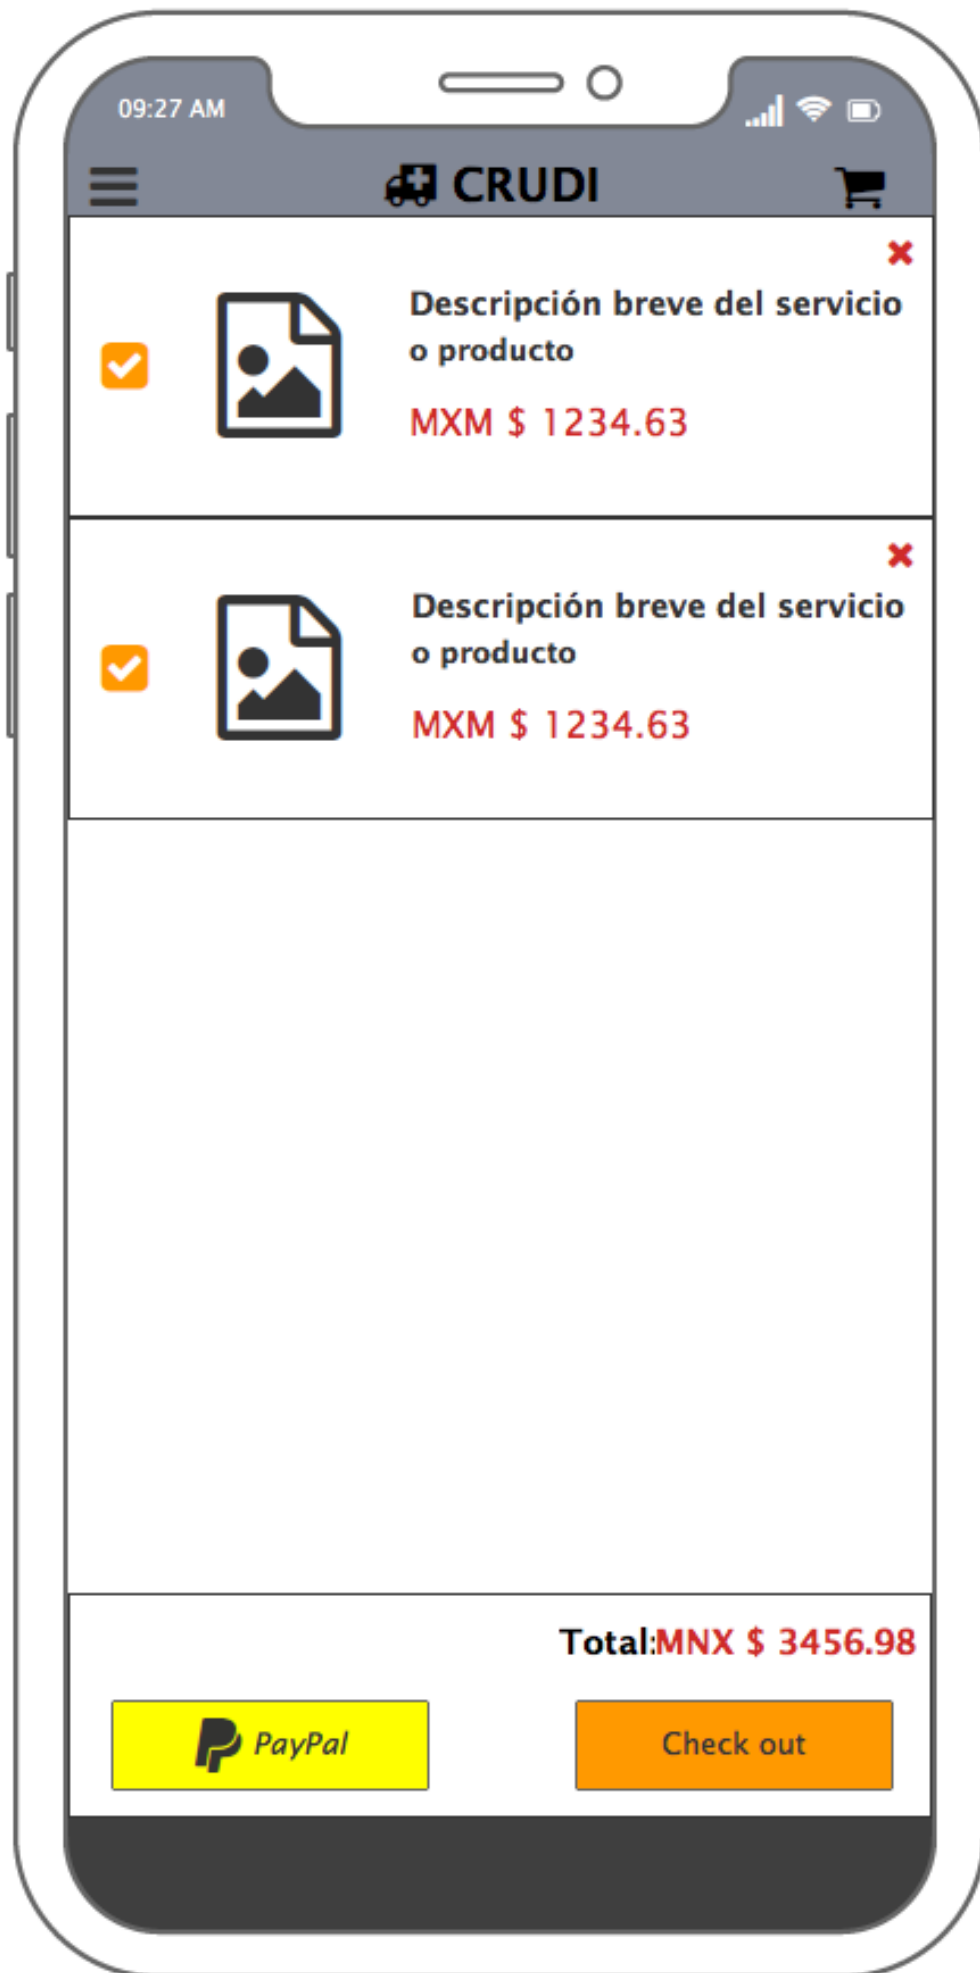 09:27 AM
CRUDI
Descripción breve del servicio
o producto
MXM $ 1234.63
Descripción breve del servicio
o producto
MXM $ 1234.63
Total:MNX $ 3456.98
PayPal
Check out